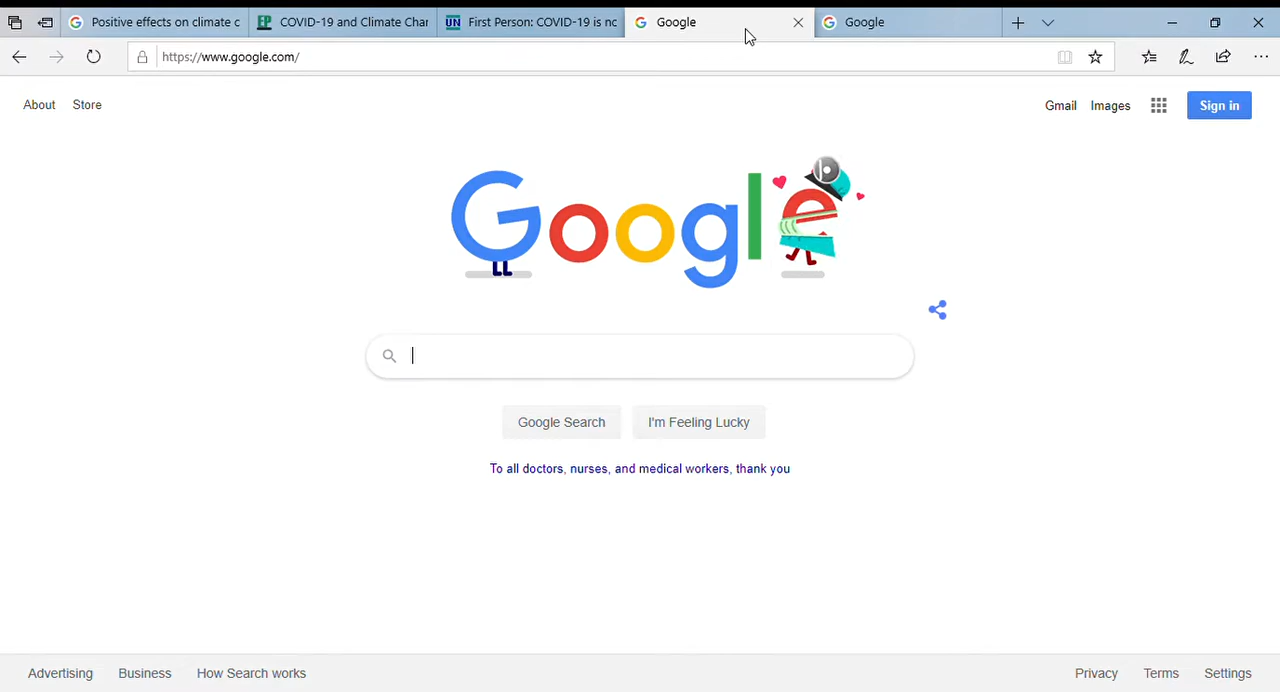 Positive effects on climate c
COVID-19 and Climate Char
UN First Person: COVID-19 is nc
Google
Google
https://www.google.com/
About Store
Gmail Images Sign in
Google
Google Search I'm Feeling Lucky
To all doctors, nurses, and medical workers, thank you
Advertising Business How Search works
Privacy Terms Settings